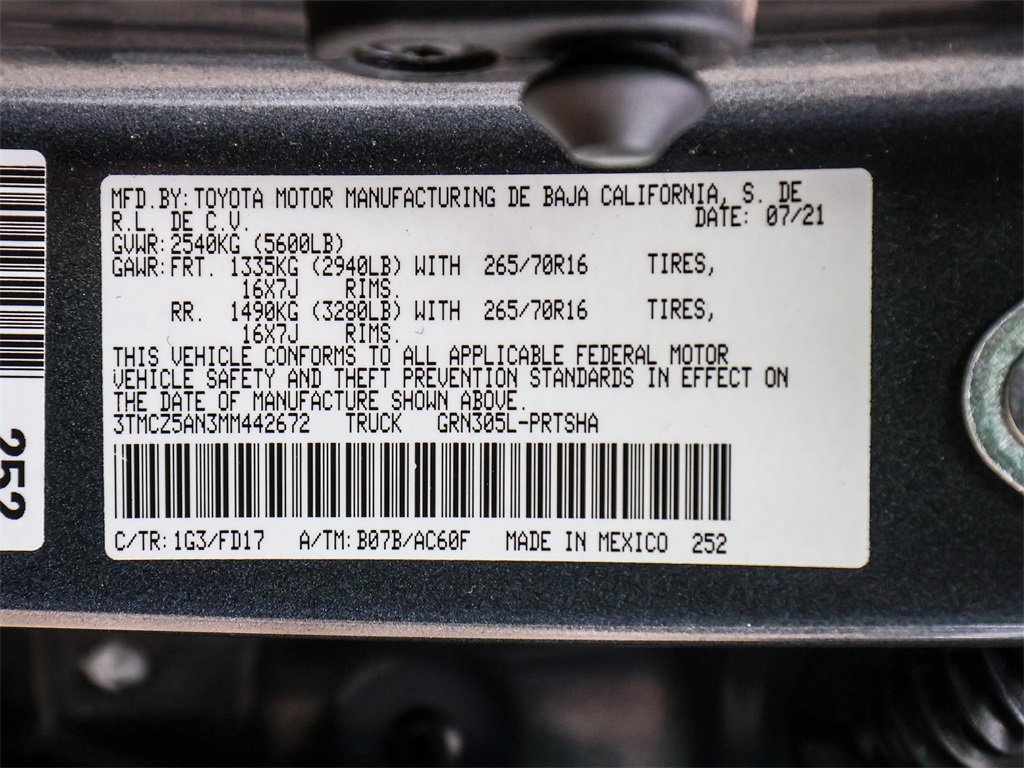 MFD.BY: TOYOTA MOTOR MANUFACTURING DE BAJA CALIFORNIA, S. DE
R.L. DE C.V. DATE: 07/21
GVWR: 2540KG (5600LB)
GAWR: FRT. 1335KG (2940LB) WITH 265/70R16 TIRES,
16X7J RIMS.
RR. 1490KG (3280LB) WITH 265/70R16 TIRES,
16X7J RIMS.
THIS VEHICLE CONFORMS TO ALL APPLICABLE FEDERAL MOTOR
VEHICLE SAFETY AND THEFT PREVENTION STANDARDS IN EFFECT ON
THE DATE OF MANUFACTURE SHOWN ABOVE.
3TMCZ5AN3MM442672 TRUCK GRN305L-PRTSHA
C/TR: 1G3/FD17 A/TM: B07B/AC60F MADE IN MEXICO 252
252